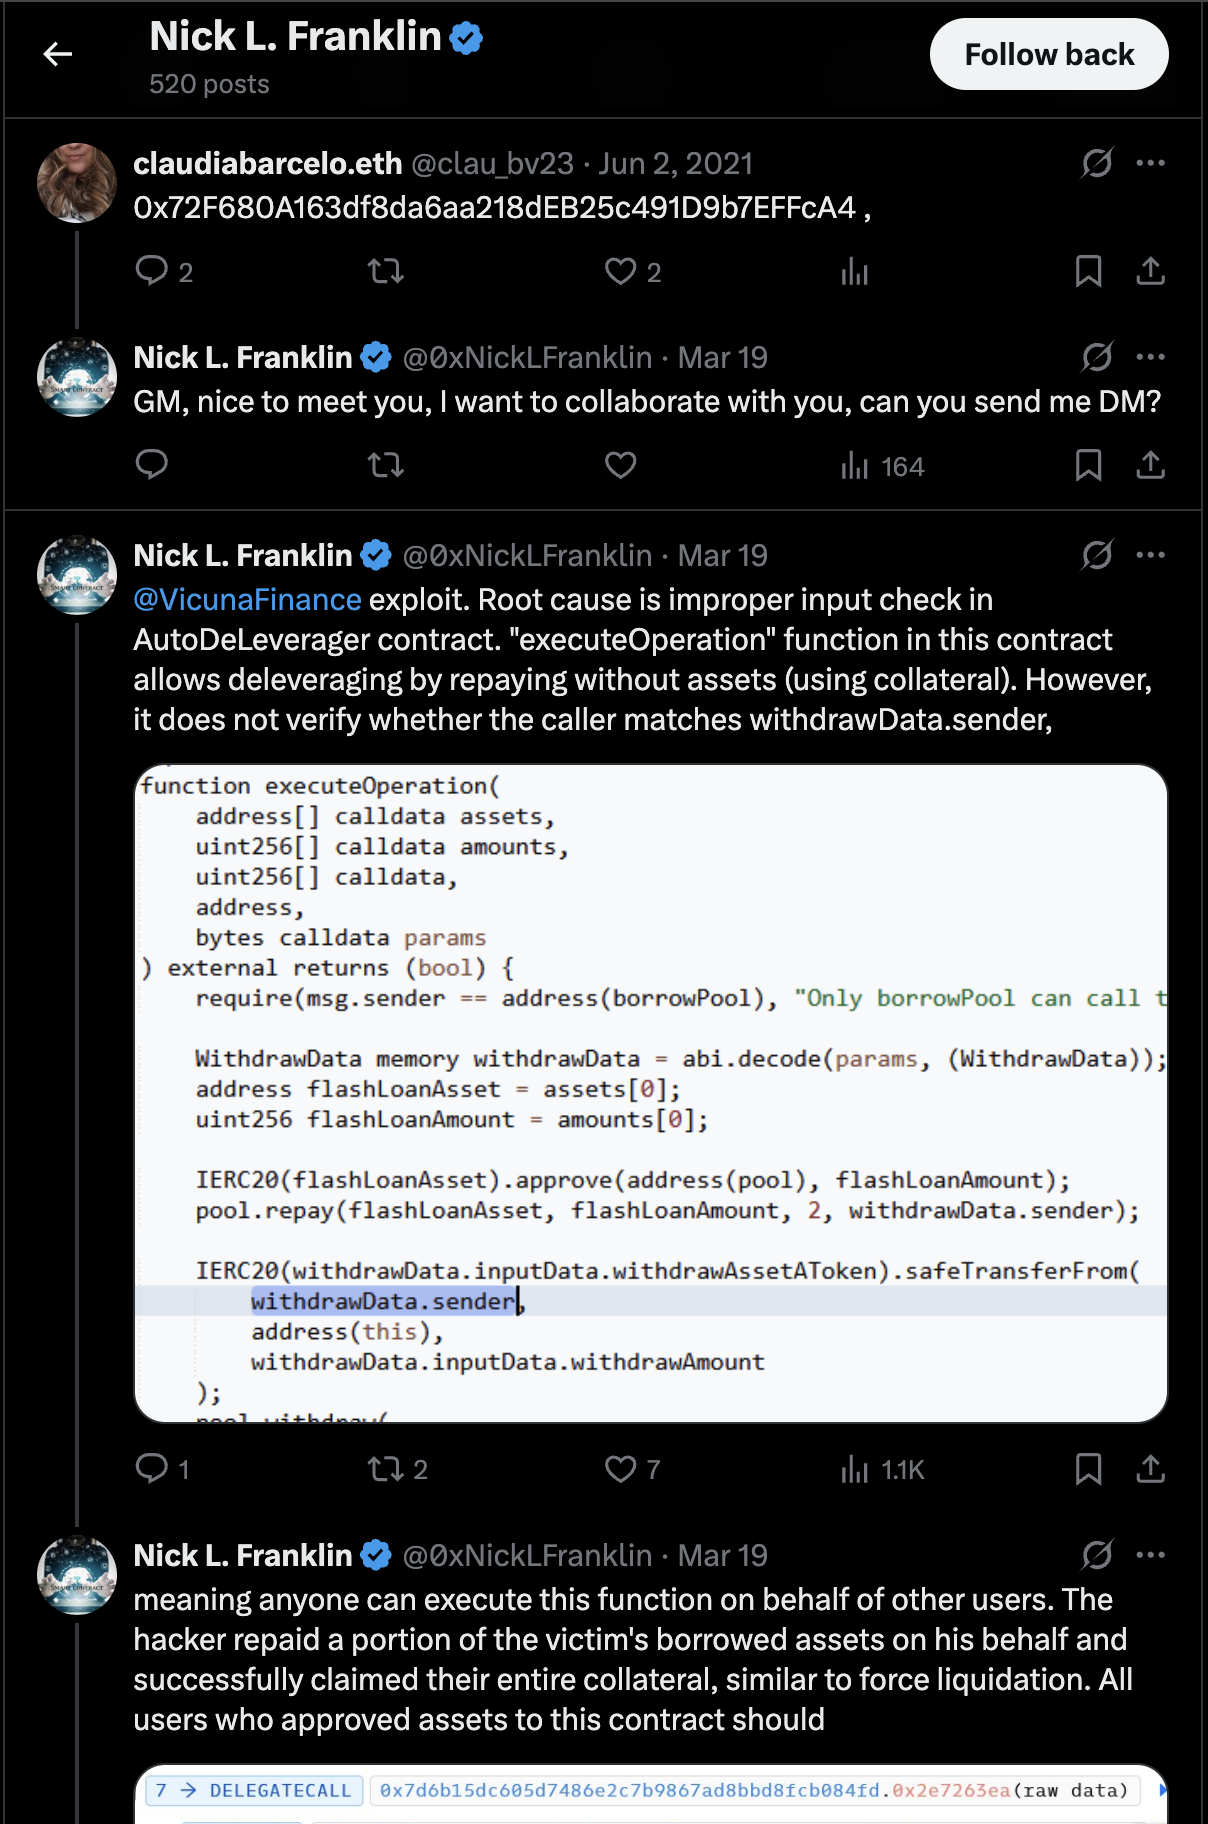 Nick L. Franklin
520 posts
Follow back
claudiabarcelo.eth @clau_bv23 · Jun 2, 2021
0x72F680A163df8da6aa218dEB25c491D9b7EFFcA4 ,
2 2
Nick L. Franklin @0xNickLFranklin · Mar 19
GM, nice to meet you, I want to collaborate with you, can you send me DM?
164
Nick L. Franklin @0xNickLFranklin · Mar 19
@VicunaFinance exploit. Root cause is improper input check in
AutoDeLeverager contract. "executeOperation" function in this contract
allows deleveraging by repaying without assets (using collateral). However,
it does not verify whether the caller matches withdrawData.sender,
function executeOperation(
address[] calldata assets,
uint256[] calldata amounts,
uint256[] calldata,
address,
bytes calldata params
) external returns (bool) {
require(msg.sender == address(borrowPool), "Only borrowPool can call t
WithdrawData memory withdrawData = abi.decode(params, (WithdrawData));
address flashLoanAsset = assets[0];
uint256 flashLoanAmount = amounts[0];
IERC20(flashLoanAsset).approve(address(pool), flashLoanAmount);
pool.repay(flashLoanAsset, flashLoanAmount, 2, withdrawData.sender);
IERC20(withdrawData.inputData.withdrawAssetAToken).safeTransferFrom(
withdrawData.sender,
address(this),
withdrawData.inputData.withdrawAmount
);
pool.withdraw(
1 2 7 1.1K
Nick L. Franklin @0xNickLFranklin · Mar 19
meaning anyone can execute this function on behalf of other users. The
hacker repaid a portion of the victim's borrowed assets on his behalf and
successfully claimed their entire collateral, similar to force liquidation. All
users who approved assets to this contract should
7 → DELEGATECALL 0x7d6b15dc605d7486e2c7b9867ad8bbd8fcb084fd.0x2e7263ea(raw data)